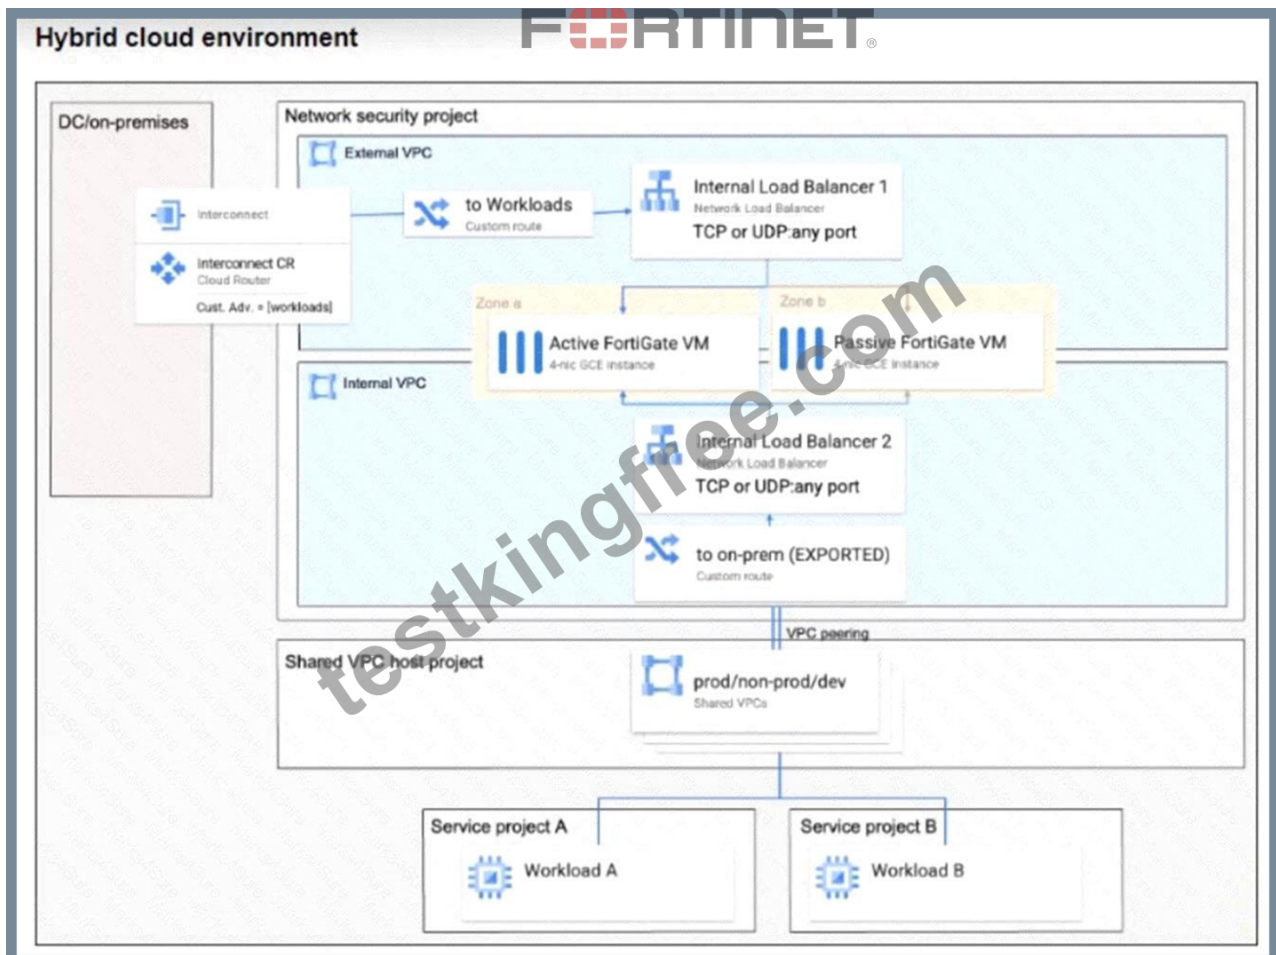 FORTINET®
Hybrid cloud environment
DC/on-premises
Network security project
External VPC
Interconnect
Interconnect CR
Cloud Router
Cust. Adv. = [workloads]
to Workloads
Custom route
Internal Load Balancer 1
Network Load Balancer
TCP or UDP:any port
Zone a
Active FortiGate VM
4-nic GCE instance
Zone b
Passive FortiGate VM
4-nic GCE instance
Internal VPC
Internal Load Balancer 2
Network Load Balancer
TCP or UDP:any port
to on-prem (EXPORTED)
Custom route
VPC peering
Shared VPC host project
prod/non-prod/dev
Shared VPCs
Service project A
Workload A
Service project B
Workload B
testkingfree.com